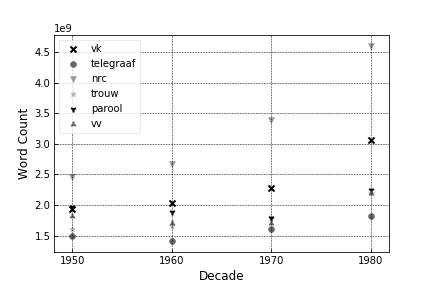 1e9
vk
telegraaf
nrc
trouw
parool
vv
4.5
4.0
3.5
3.0
2.5
2.0
1.5
Word Count
1950 1960 1970 1980
Decade